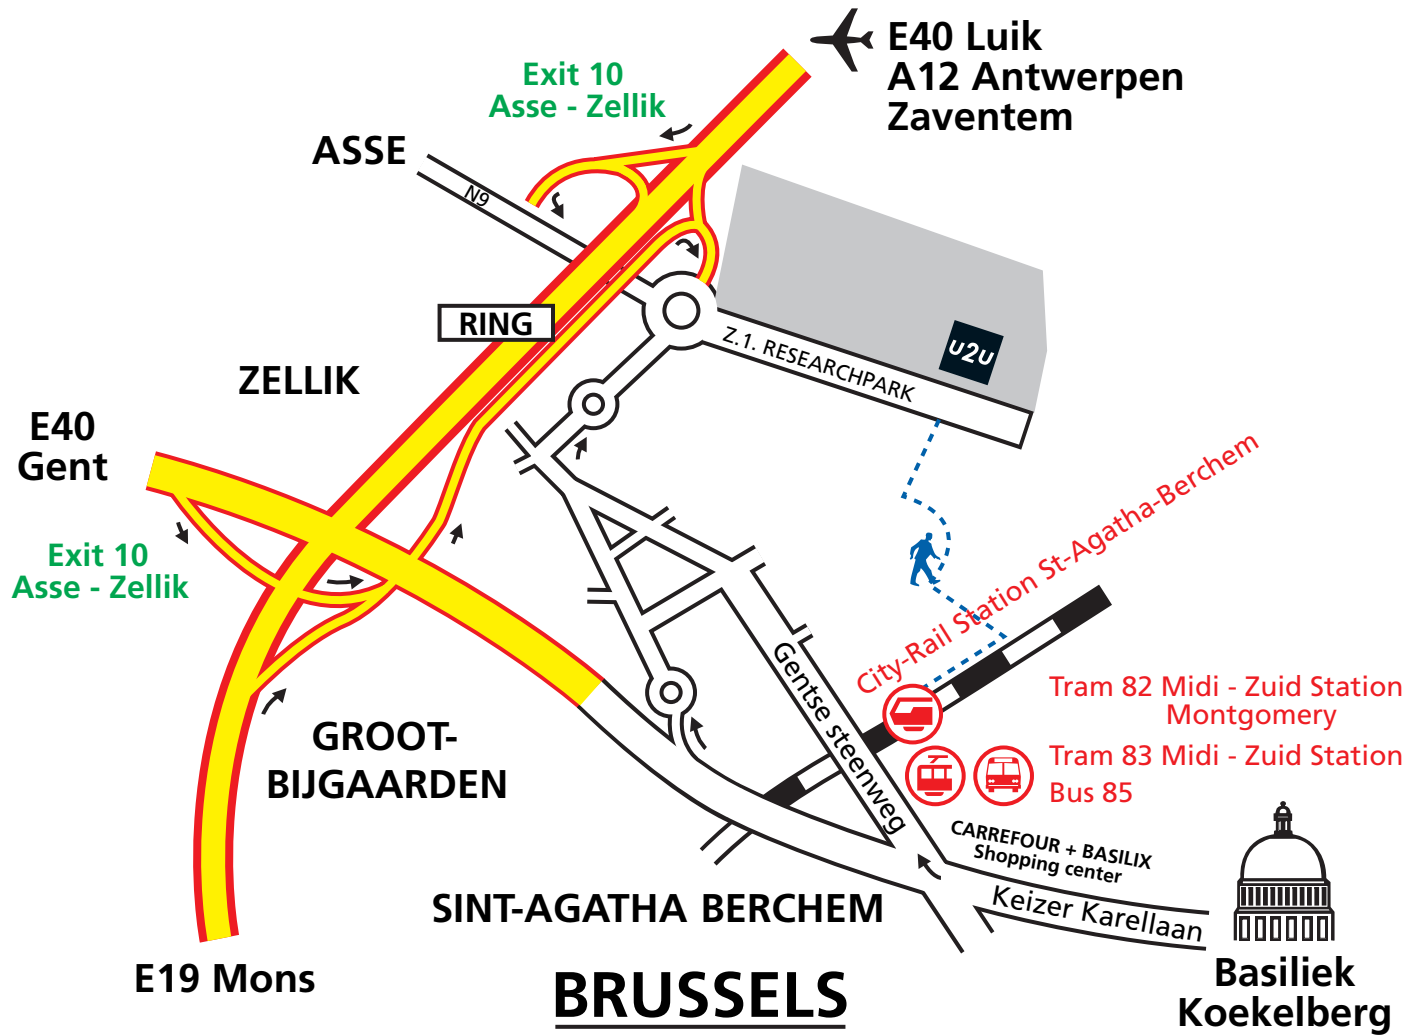 E40 Luik
A12 Antwerpen
Zaventem
Exit 10
Asse - Zellik
ASSE
N9
RING
Z.1. RESEARCHPARK
u2u
ZELLIK
E40
Gent
Exit 10
Asse - Zellik
City-Rail Station St-Agatha-Berchem
Gentse steenweg
Tram 82 Midi - Zuid Station
Montgomery
Tram 83 Midi - Zuid Station
Bus 85
GROOT-
BIJGAARDEN
CARREFOUR + BASILIX
Shopping center
Keizer Karellaan
SINT-AGATHA BERCHEM
E19 Mons
BRUSSELS
Basiliek
Koekelberg